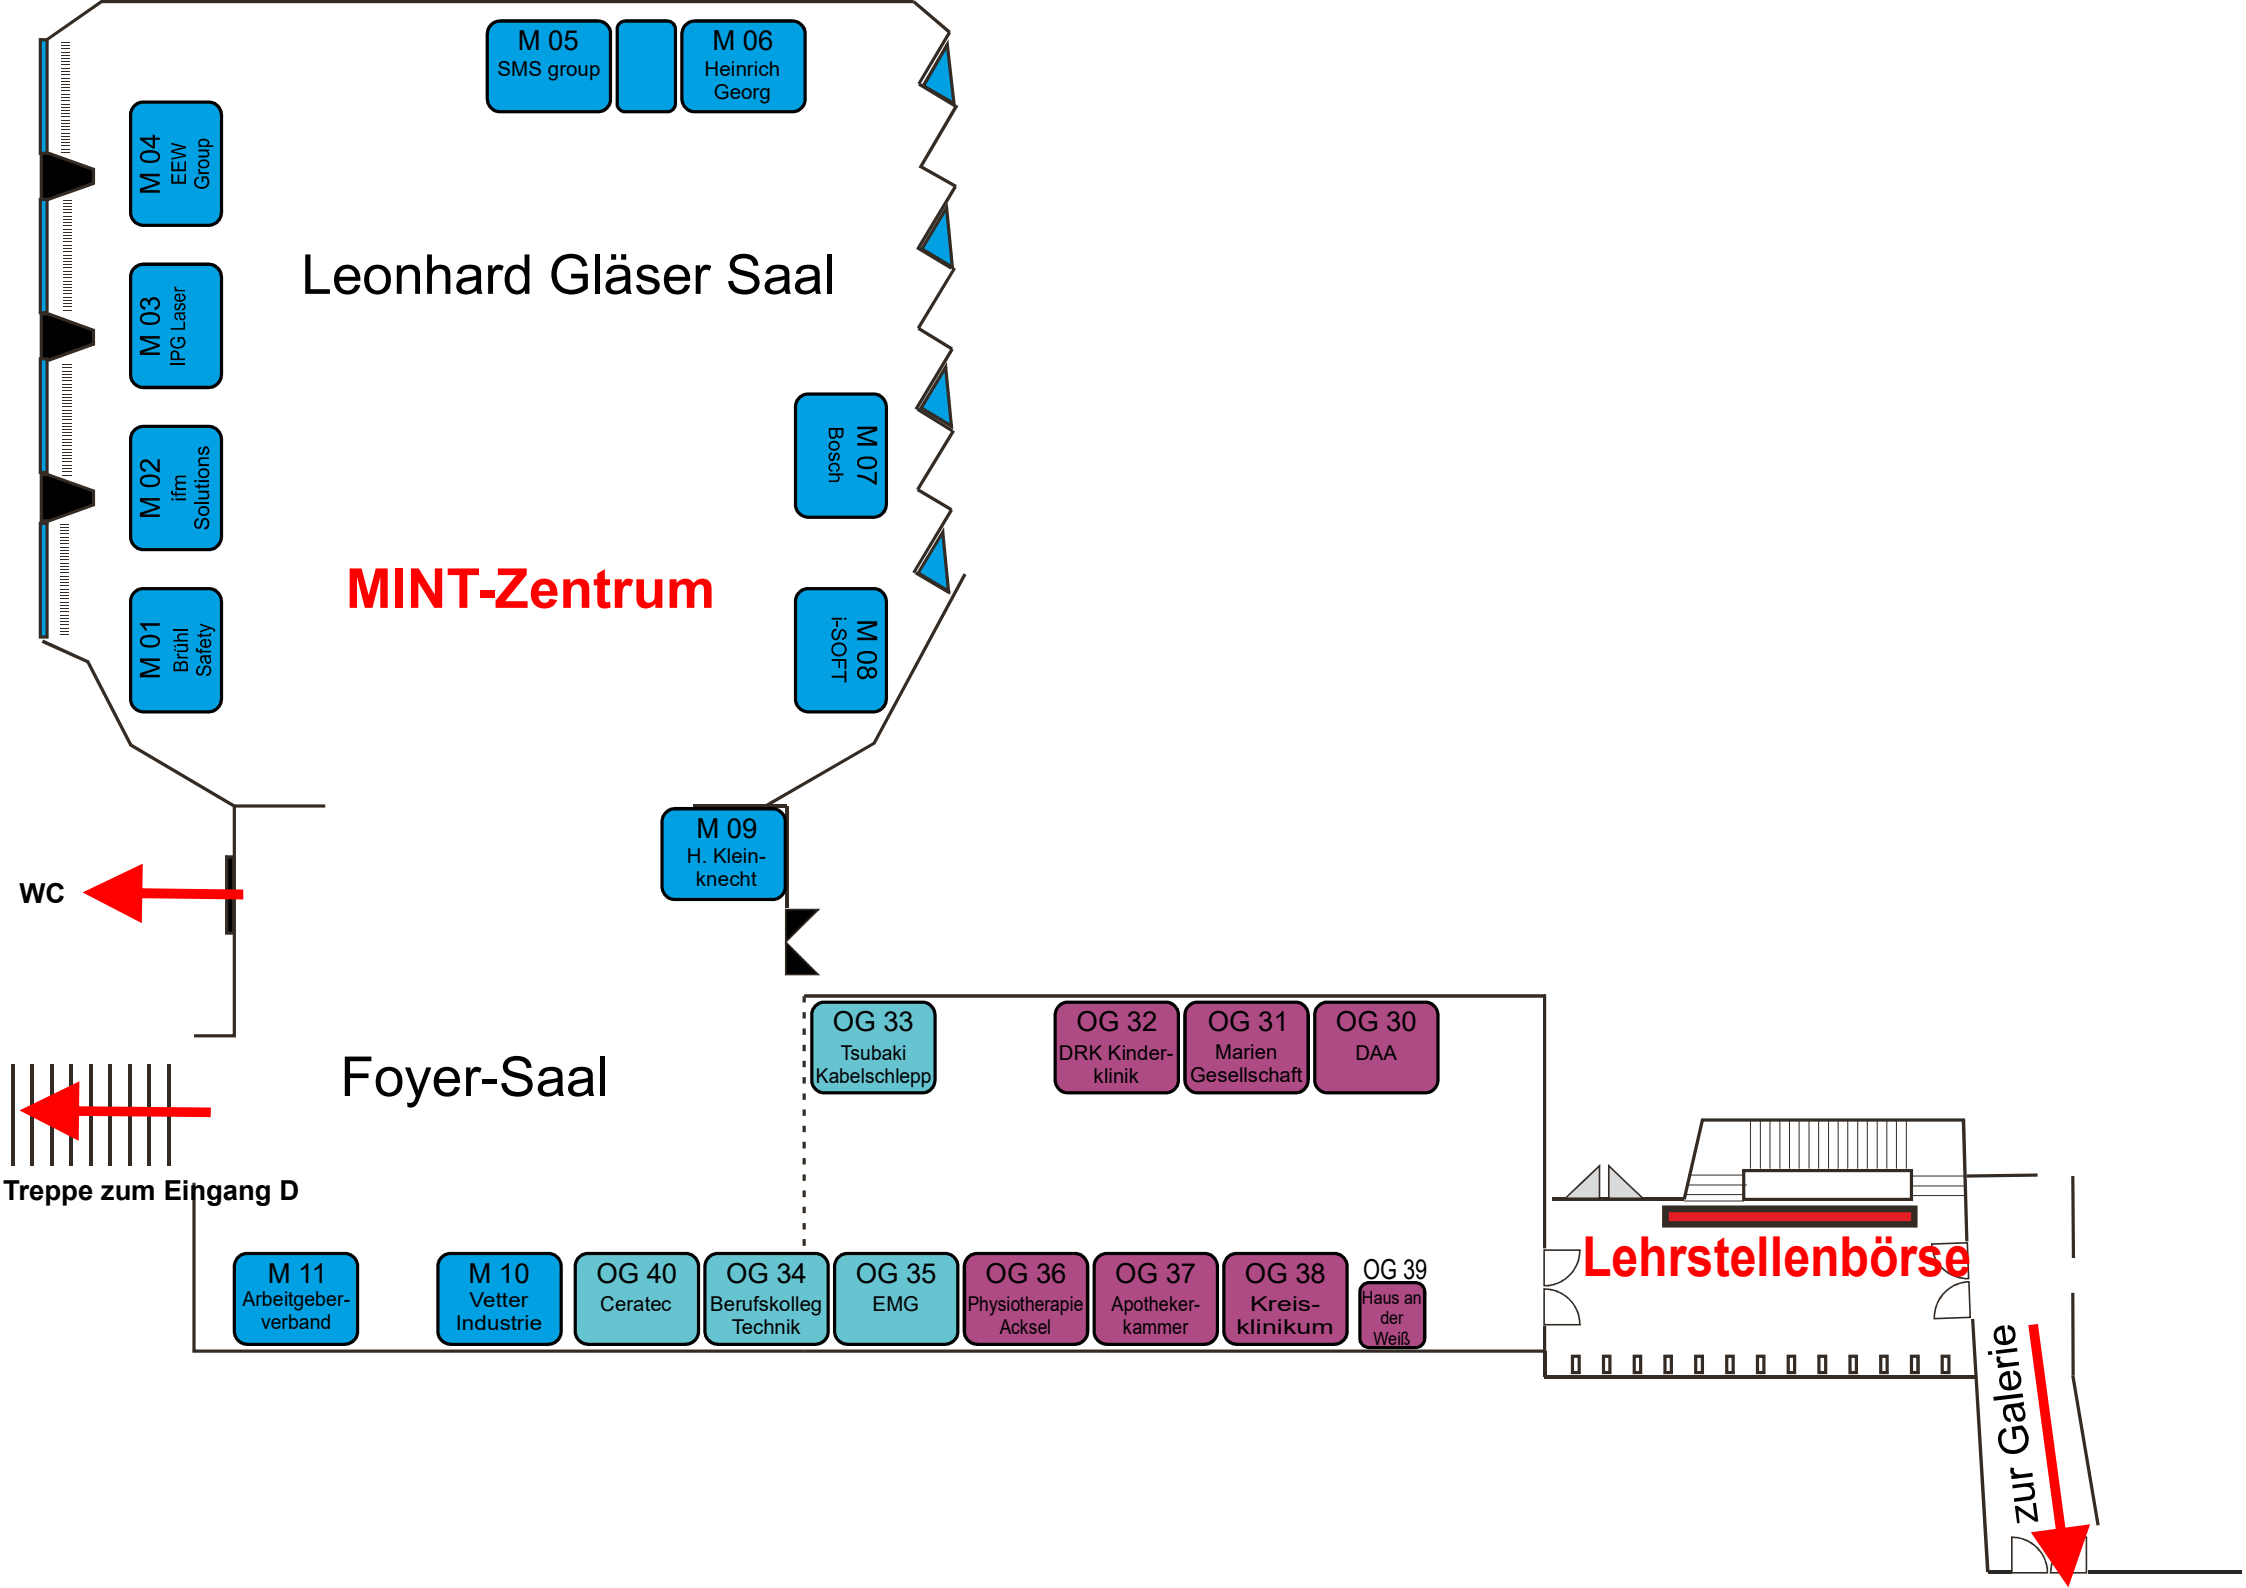 M 05
SMS group
M 06
Heinrich
Georg
M 04
EEW
Group
Leonhard Gläser Saal
M 03
IPG Laser
M 07
Bosch
M 02
ifm
Solutions
MINT-Zentrum
M 01
Brühl
Safety
M 08
i-SOFT
M 09
H. Klein-
knecht
WC
Foyer-Saal
OG 33
Tsubaki
Kabelschlepp
OG 32
DRK Kinder-
klinik
OG 31
Marien
Gesellschaft
OG 30
DAA
Treppe zum Eingang D
Lehrstellenbörse
M 11
Arbeitgeber-
verband
M 10
Vetter
Industrie
OG 40
Ceratec
OG 34
Berufskolleg
Technik
OG 35
EMG
OG 36
Physiotherapie
Acksel
OG 37
Apotheker-
kammer
OG 38
Kreis-
klinikum
OG 39
Haus an
der
Weiß
zur Galerie